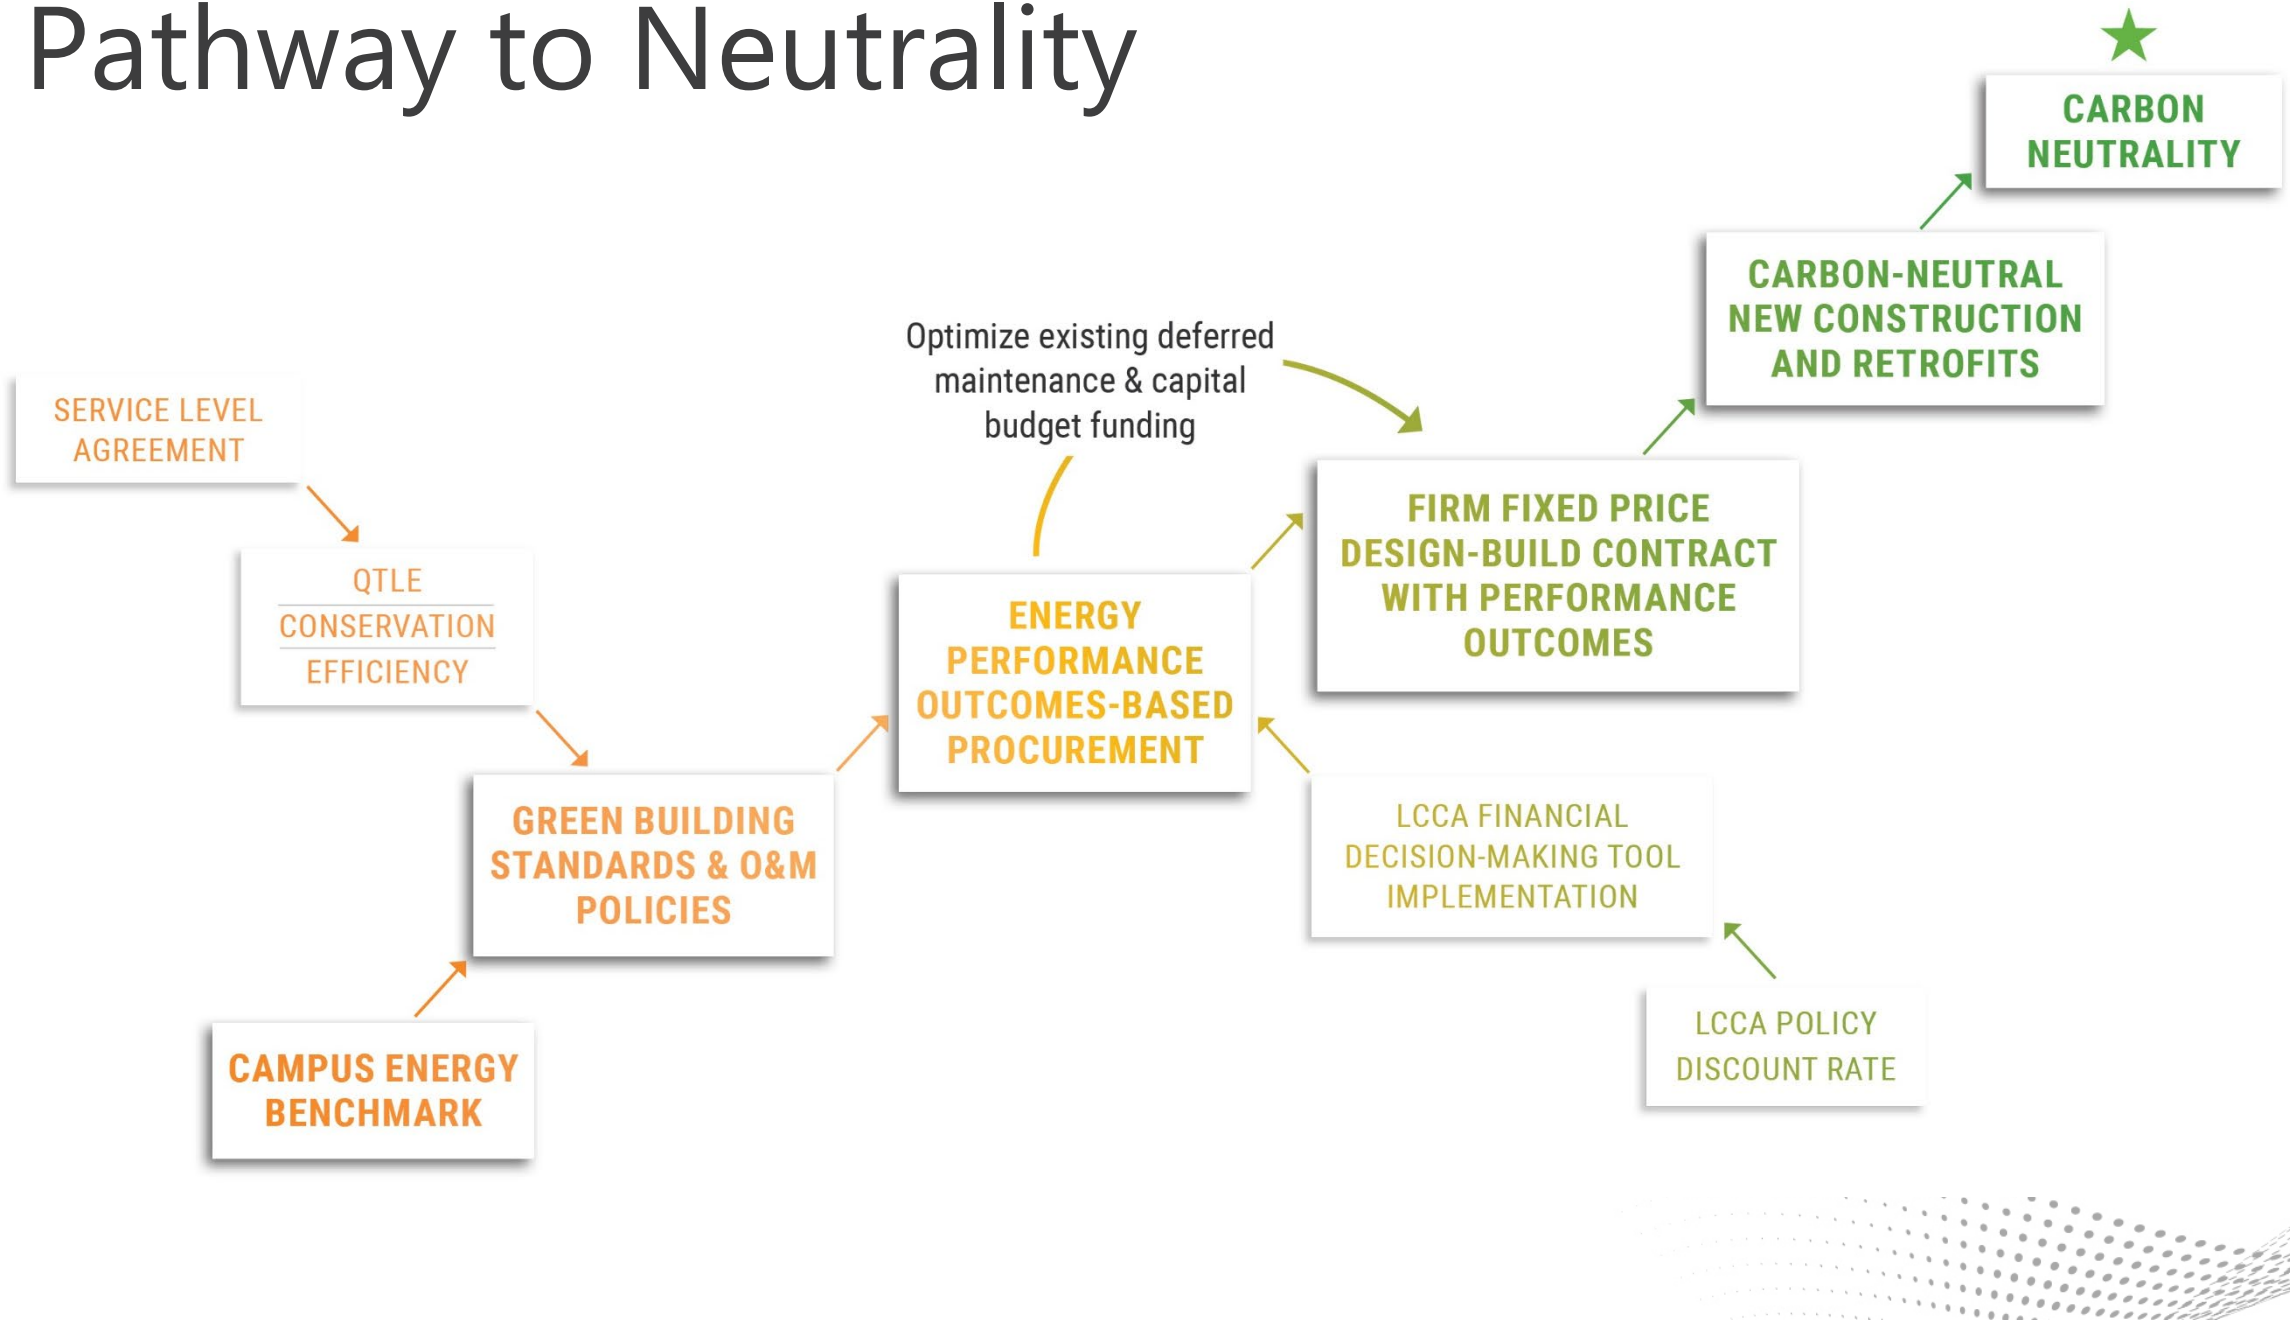 Pathway to Neutrality
CARBON
NEUTRALITY
CARBON-NEUTRAL
NEW CONSTRUCTION
AND RETROFITS
Optimize existing deferred
maintenance & capital
budget funding
SERVICE LEVEL
AGREEMENT
FIRM FIXED PRICE
DESIGN-BUILD CONTRACT
WITH PERFORMANCE
OUTCOMES
QTLE
CONSERVATION
EFFICIENCY
ENERGY
PERFORMANCE
OUTCOMES-BASED
PROCUREMENT
GREEN BUILDING
STANDARDS & O&M
POLICIES
LCCA FINANCIAL
DECISION-MAKING TOOL
IMPLEMENTATION
LCCA POLICY
DISCOUNT RATE
CAMPUS ENERGY
BENCHMARK